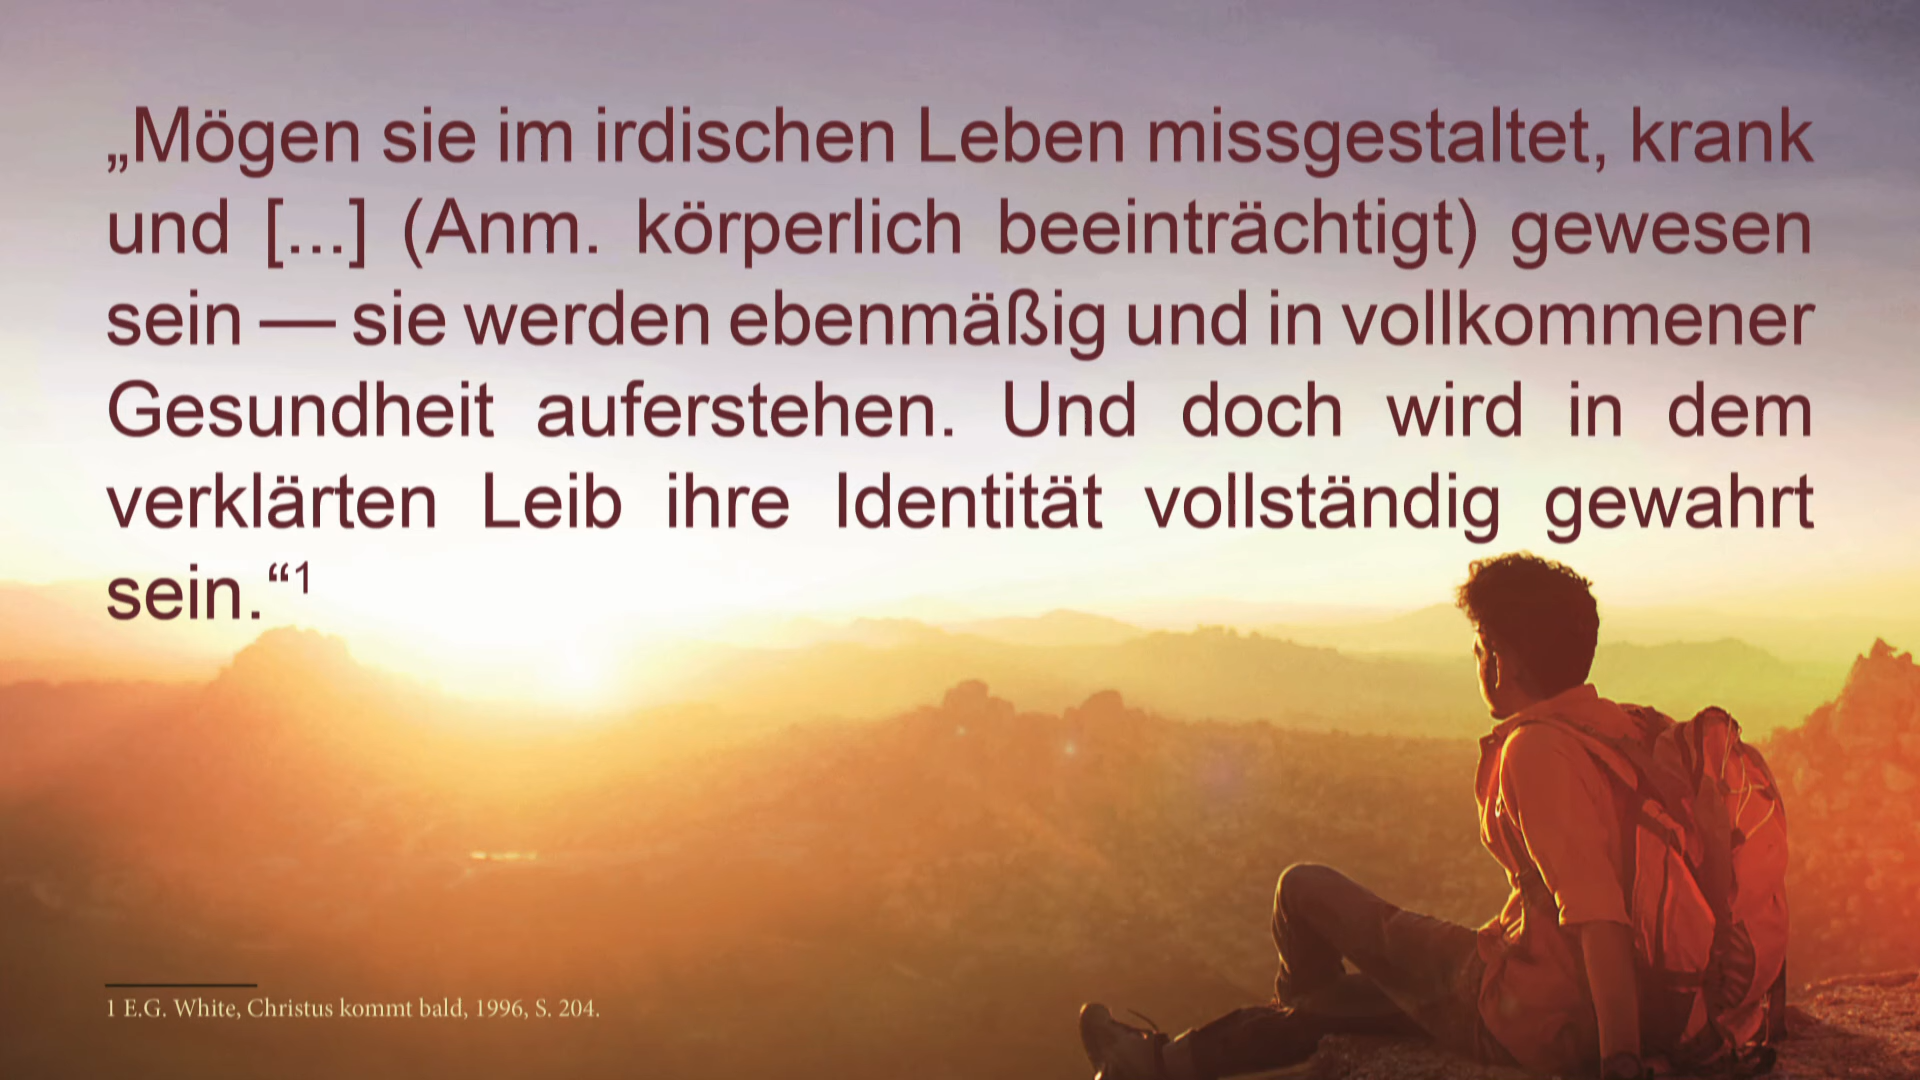 „Mögen sie im irdischen Leben missgestaltet, krank
und [...] (Anm. körperlich beeinträchtigt) gewesen
sein — sie werden ebenmäßig und in vollkommener
Gesundheit auferstehen. Und doch wird in dem
verklärten Leib ihre Identität vollständig gewahrt
sein.“¹
1 E.G. White, Christus kommt bald, 1996, S. 204.